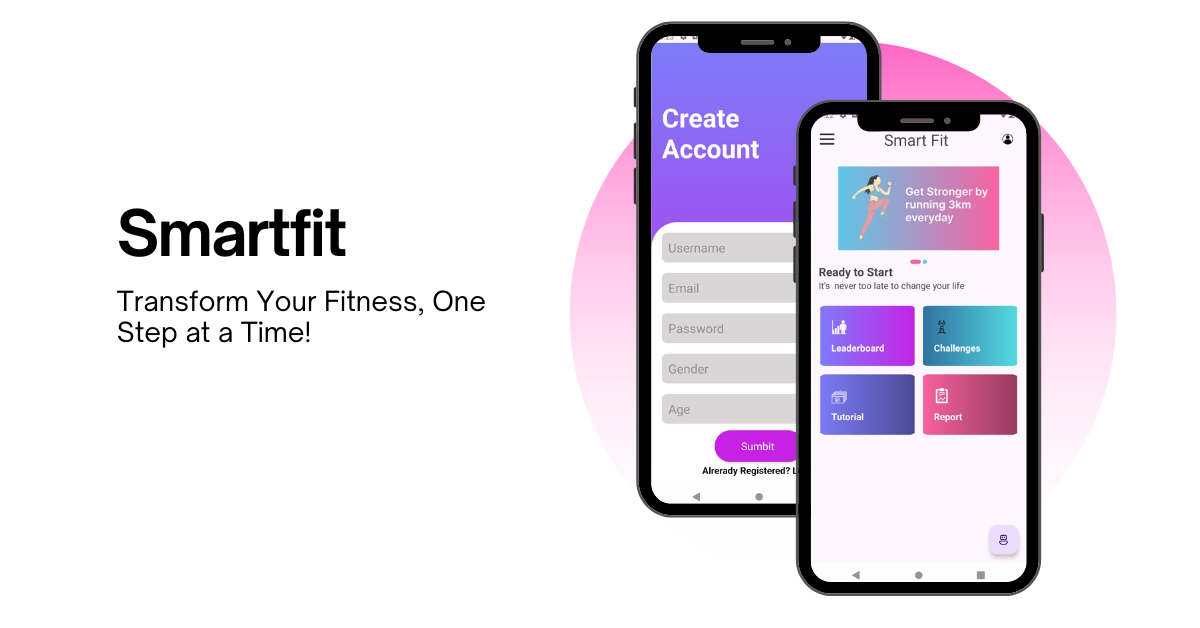 Smartfit
Transform Your Fitness, One
Step at a Time!
Create
Account
Username
Email
Password
Gender
Age
Sumbit
Alrerady Registered?
Smart Fit
Get Stronger by
running 3km
everyday
Ready to Start
It's never too late to change your life
Leaderboard
Challenges
Tutorial
Report